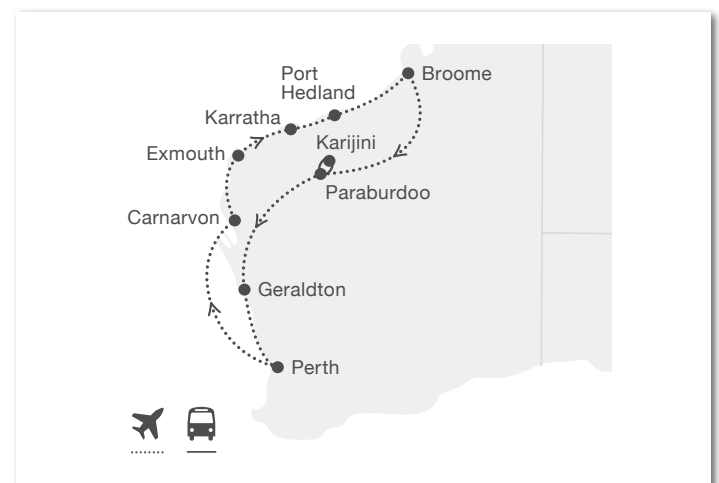 Port
Hedland
Broome
Karratha
Karijini
Exmouth
Paraburdoo
Carnarvon
Geraldton
Perth